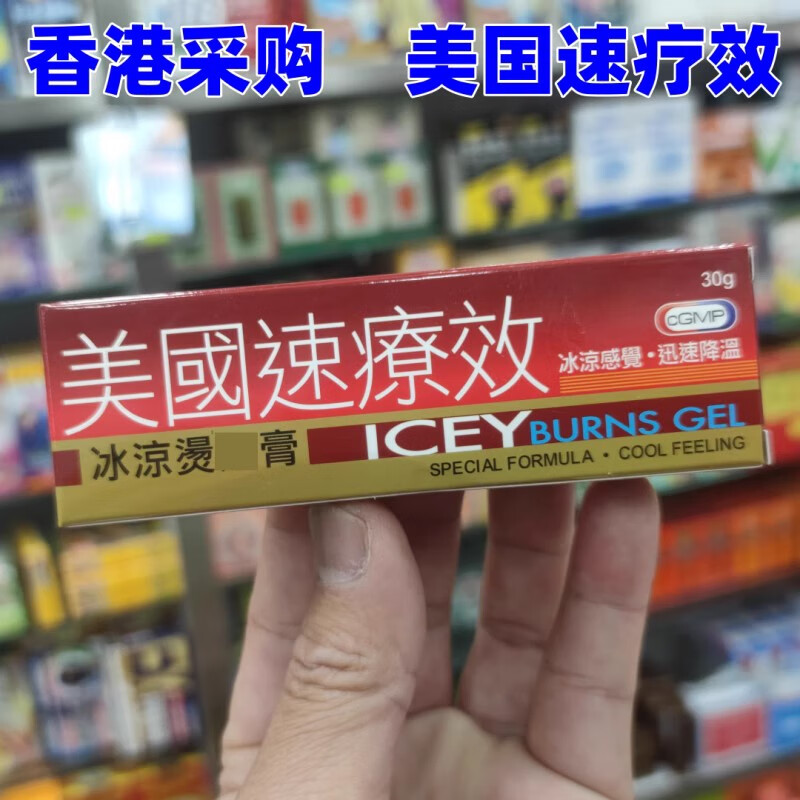 香港采购 美国速疗效
30g
cGMP
美國速療效
冰涼感覺·迅速降溫
冰涼燙 膏
ICEY BURNS GEL
SPECIAL FORMULA · COOL FEELING